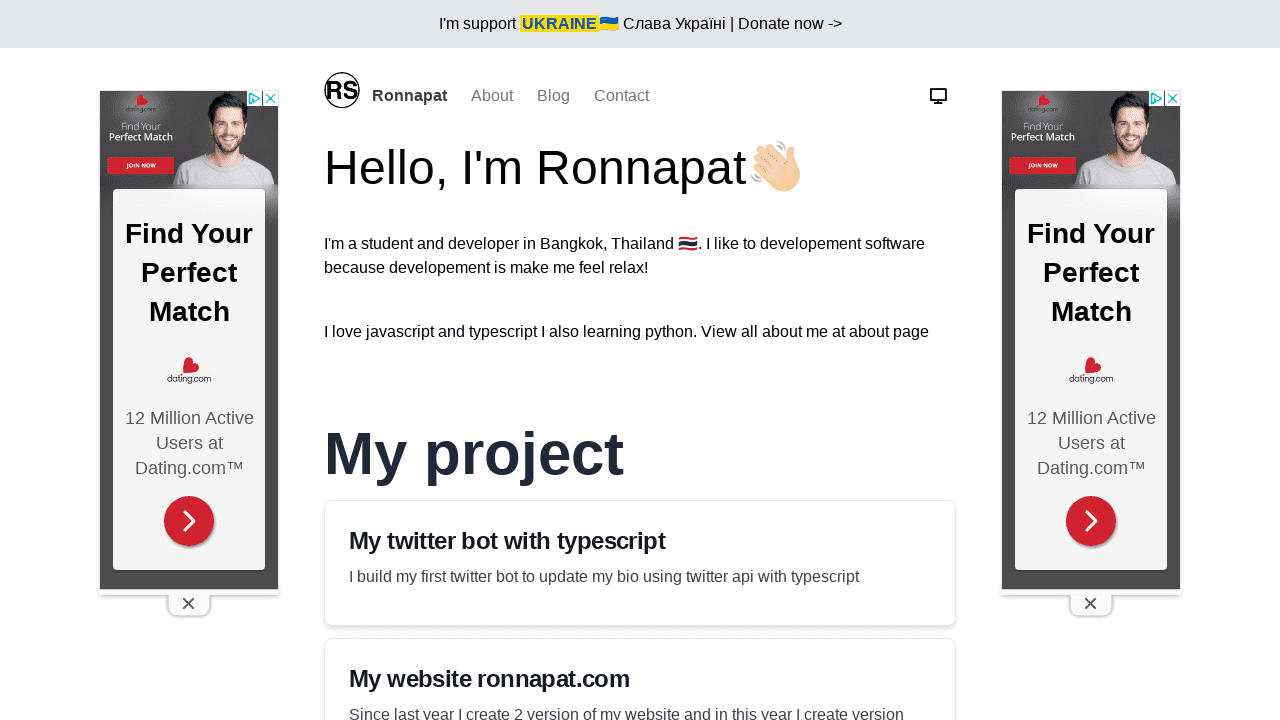 I'm support UKRAINE🇺🇦 Слава Україні | Donate now ->
RS Ronnapat About Blog Contact
Hello, I'm Ronnapat👋🏻
I'm a student and developer in Bangkok, Thailand 🇹🇭. I like to developement software
because developement is make me feel relax!
I love javascript and typescript I also learning python. View all about me at about page
My project
My twitter bot with typescript
I build my first twitter bot to update my bio using twitter api with typescript
My website ronnapat.com
Since last year I create 2 version of my website and in this year I create version
dating.com
Find Your
Perfect Match
JOIN NOW
Find Your
Perfect
Match
dating.com
12 Million Active
Users at
Dating.com™
dating.com
Find Your
Perfect Match
JOIN NOW
Find Your
Perfect
Match
dating.com
12 Million Active
Users at
Dating.com™